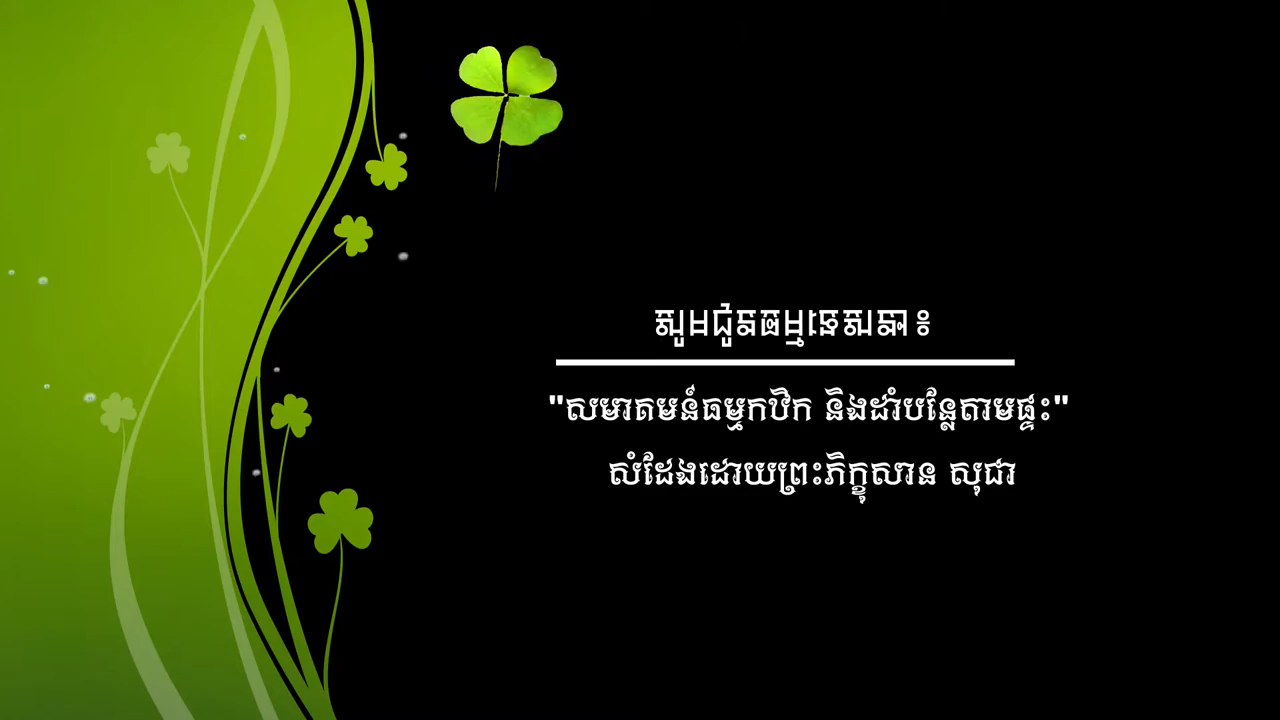 សូមជូនធម្មទេសនា៖
"សមាគមន៍ធម្មកថិក និងដាំបន្លែតាមផ្ទះ"
សំដែងដោយព្រះភិក្ខុសាន សុជា